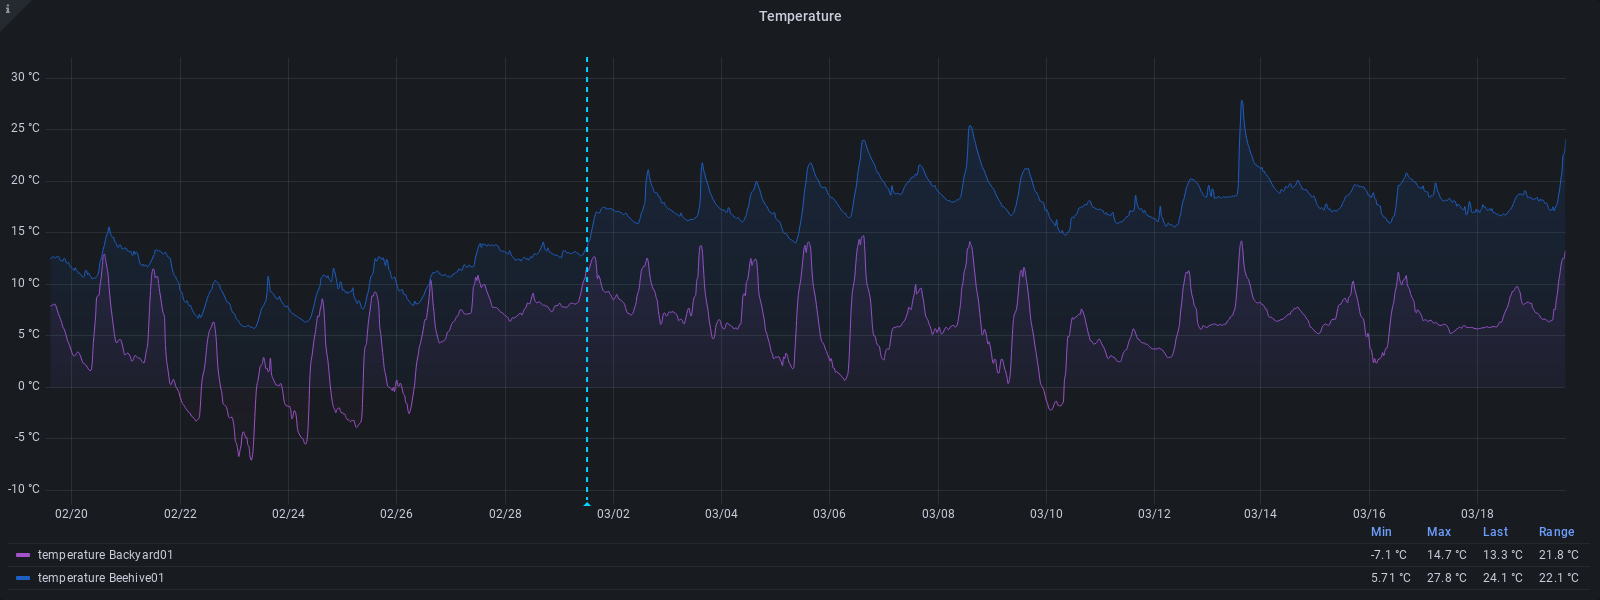 i
Temperature
30 °C
25 °C
20 °C
15 °C
10 °C
5 °C
0 °C
-5 °C
-10 °C
02/20 02/22 02/24 02/26 02/28 03/02 03/04 03/06 03/08 03/10 03/12 03/14 03/16 03/18
Min Max Last Range
temperature Backyard01 -7.1 °C 14.7 °C 13.3 °C 21.8 °C
temperature Beehive01 5.71 °C 27.8 °C 24.1 °C 22.1 °C